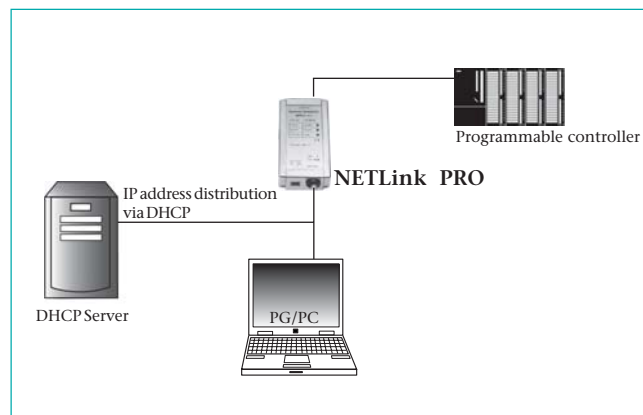 Programmable controller
NETLink PRO
IP address distribution
via DHCP
DHCP Server
PG/PC